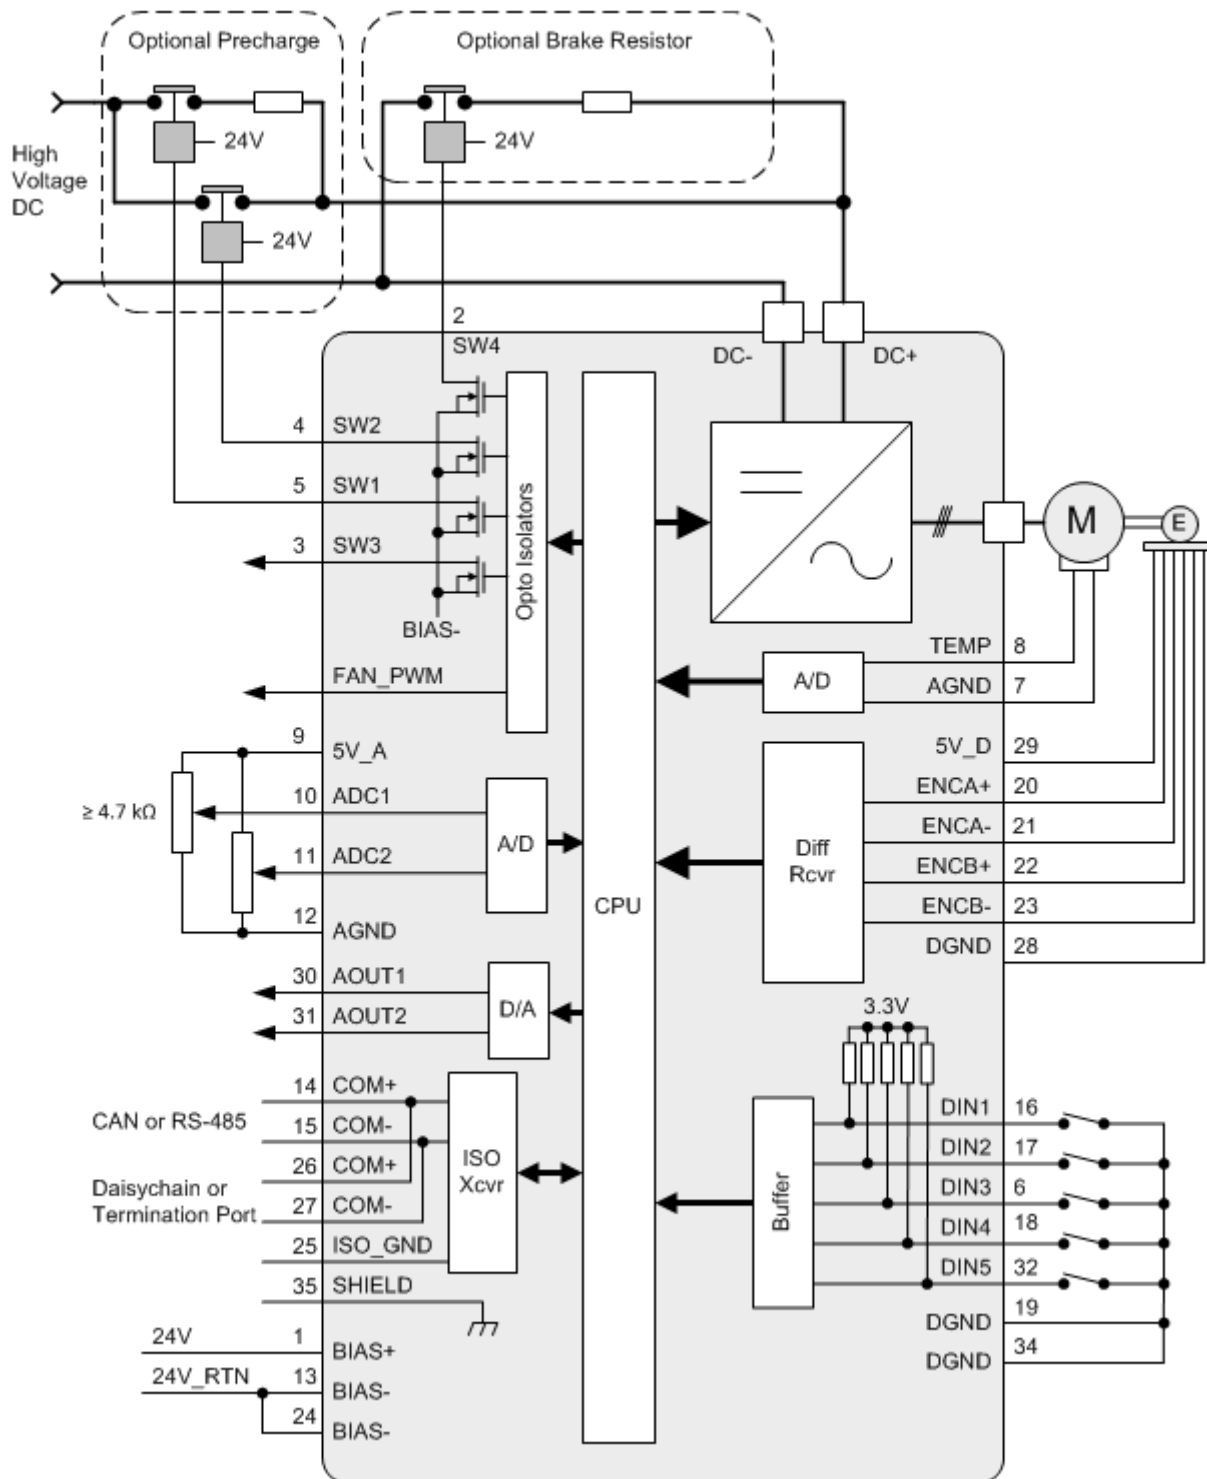 Optional Precharge
Optional Brake Resistor
24V
24V
High
Voltage
DC
24V
2
SW4
DC-
DC+
4
SW2
5
SW1
3
SW3
BIAS-
Opto Isolators
FAN_PWM
M
E
TEMP
8
A/D
AGND
7
9
5V_A
5V_D
29
10
ADC1
ENCA+
20
≥ 4.7 kΩ
A/D
ENCA-
21
11
ADC2
Diff
Rcvr
ENCB+
22
CPU
ENCB-
23
12
AGND
DGND
28
30
AOUT1
D/A
31
AOUT2
3.3V
14
COM+
CAN or RS-485
15
COM-
26
COM+
ISO
Xcvr
Daisychain or
Termination Port
27
COM-
25
ISO_GND
35
SHIELD
Buffer
DIN1
16
DIN2
17
DIN3
6
DIN4
18
DIN5
32
DGND
19
DGND
34
24V
1
BIAS+
24V_RTN
13
BIAS-
24
BIAS-